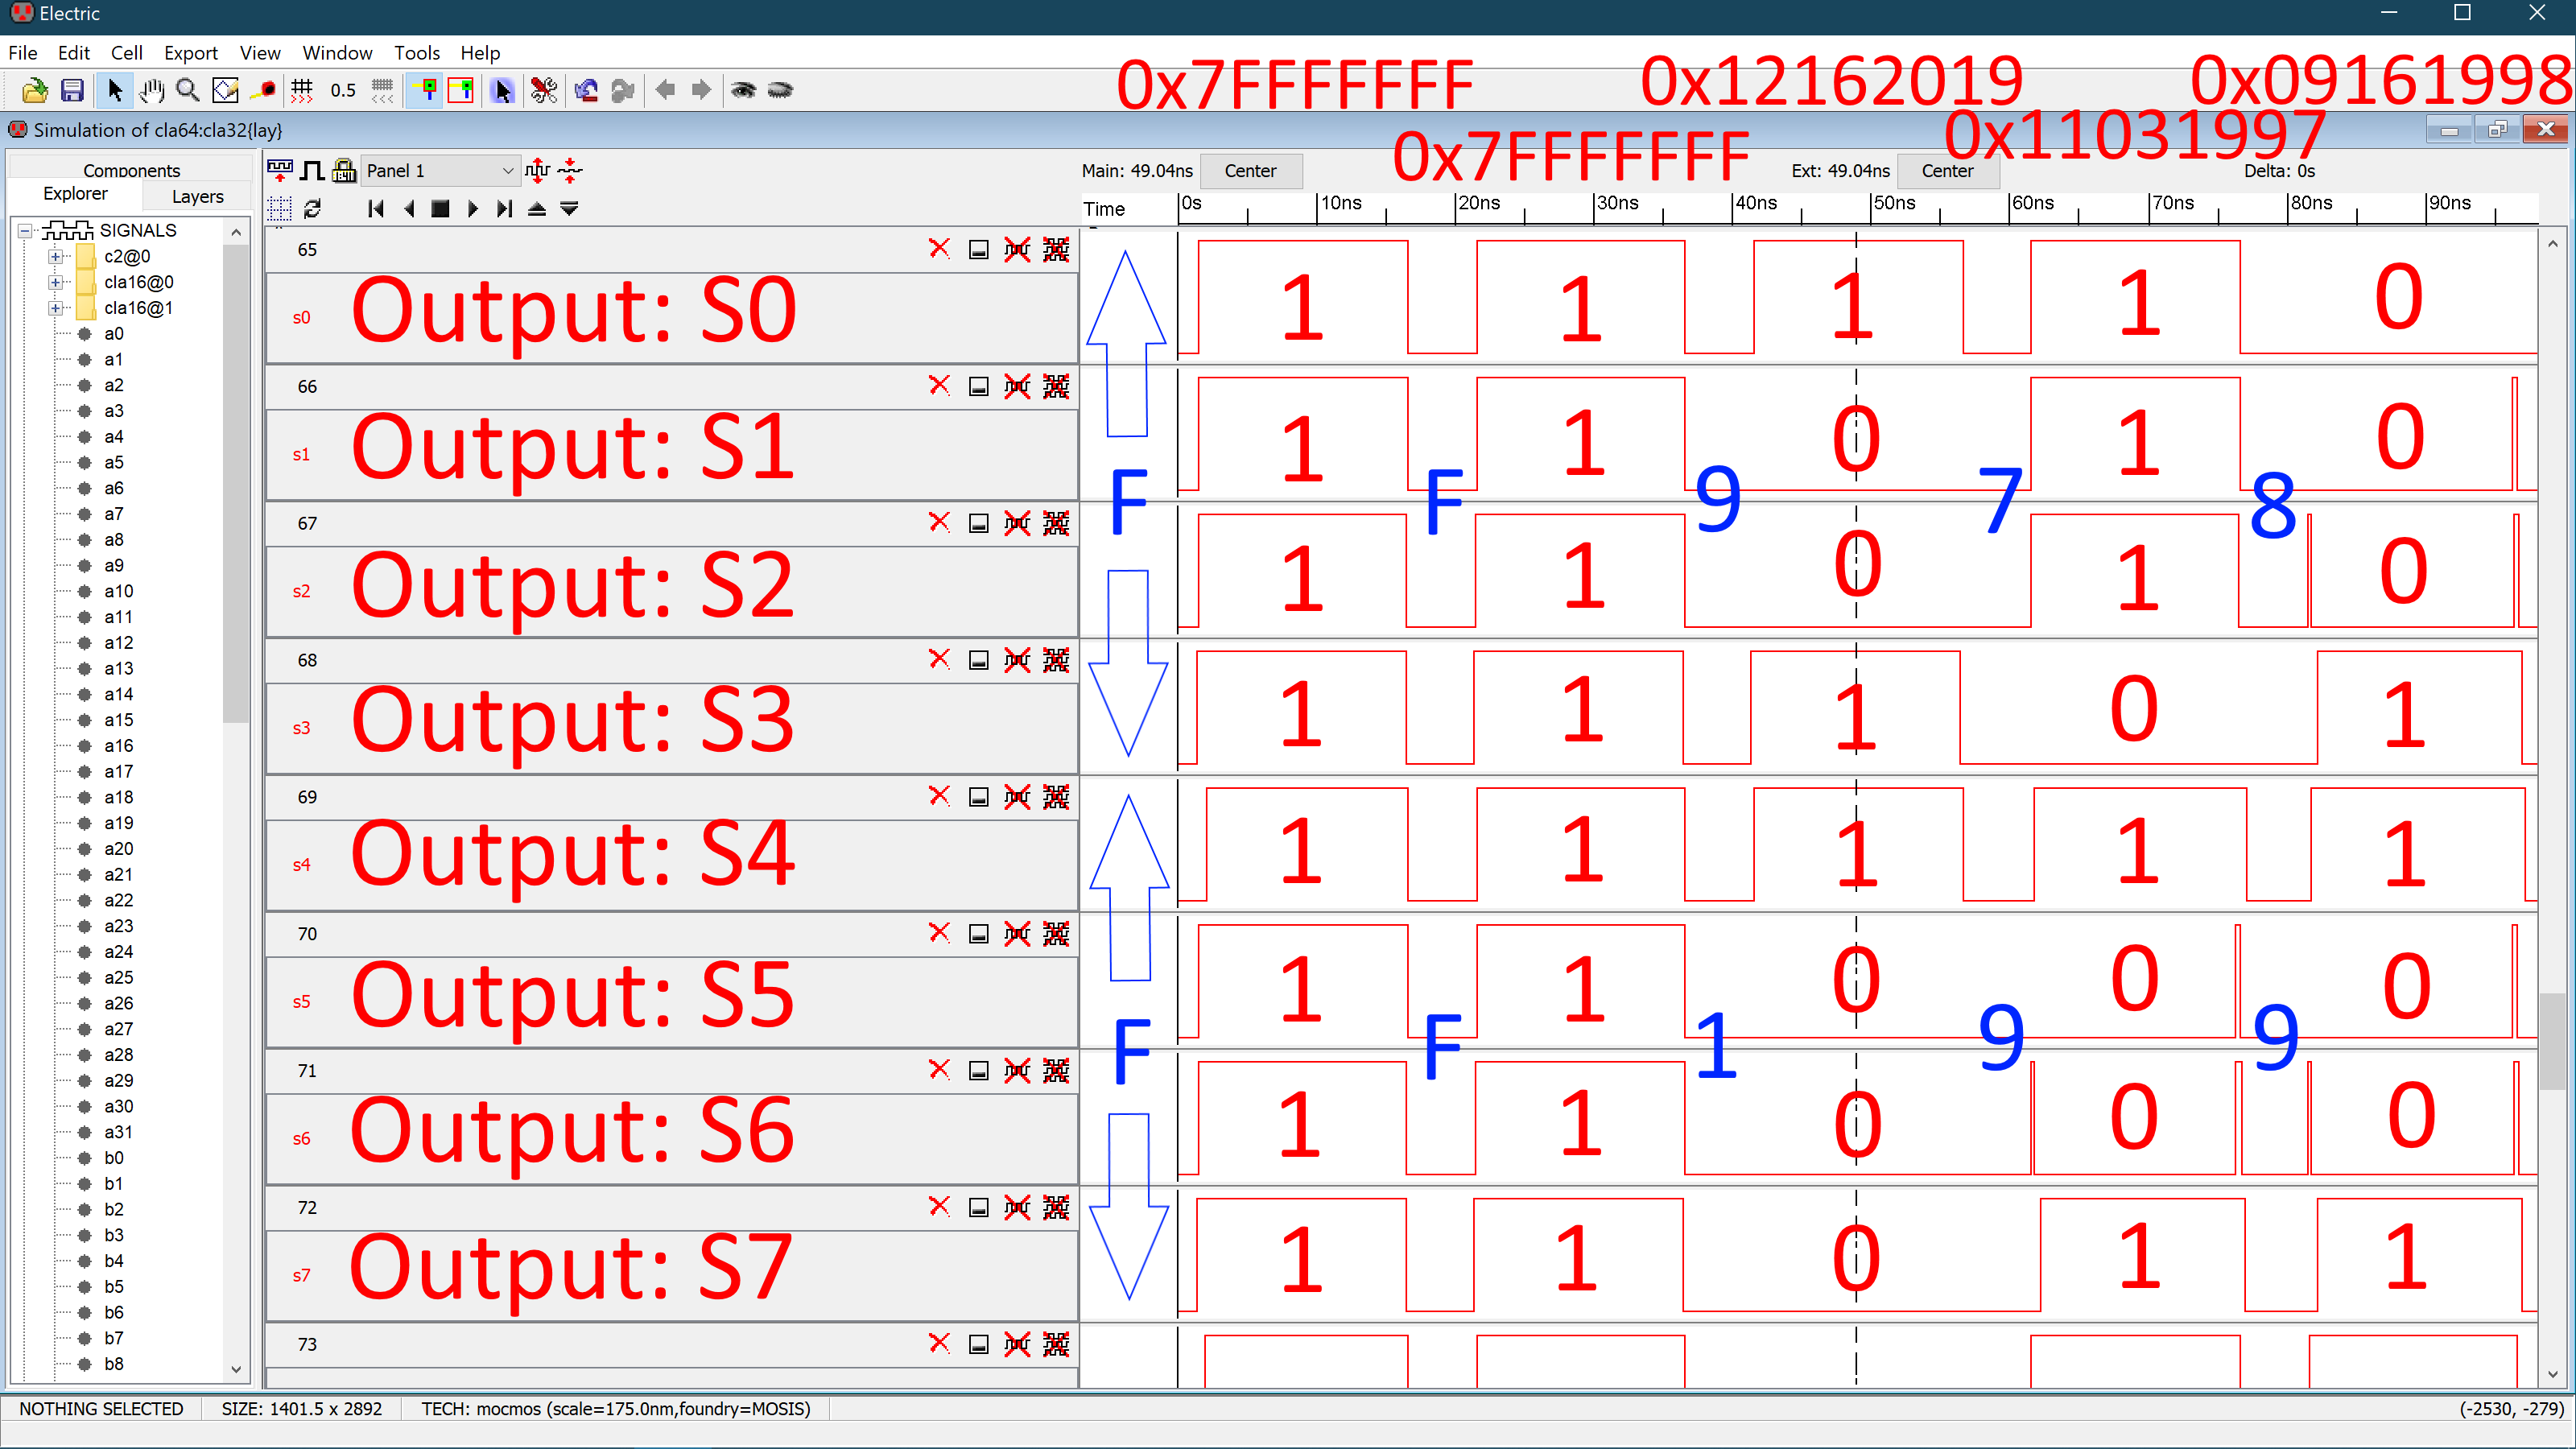 Electric
File Edit Cell Export View Window Tools Help
0x7FFFFFFF 0x12162019 0x09161998
0.5
0x7FFFFFFF 0x11031997
Simulation of cla64:cla32{lay}
Components
Explorer Layers
Panel 1
Main: 49.04ns Center Ext: 49.04ns Center Delta: 0s
Time 0s 10ns 20ns 30ns 40ns 50ns 60ns 70ns 80ns 90ns
SIGNALS
c2@0
cla16@0
cla16@1
a0
a1
a2
a3
a4
a5
a6
a7
a8
a9
a10
a11
a12
a13
a14
a15
a16
a17
a18
a19
a20
a21
a22
a23
a24
a25
a26
a27
a28
a29
a30
a31
b0
b1
b2
b3
b4
b5
b6
b7
b8
65
s0 Output: S0 1 1 1 1 0
66
s1 Output: S1 1 1 0 1 0
F F 9 7 8
67
s2 Output: S2 1 1 0 1 0
68
s3 Output: S3 1 1 1 0 1
69
s4 Output: S4 1 1 1 1 1
70
s5 Output: S5 1 1 0 0 0
F F 1 9 9
71
s6 Output: S6 1 1 0 0 0
72
s7 Output: S7 1 1 0 1 1
73
NOTHING SELECTED SIZE: 1401.5 x 2892 TECH: mocmos (scale=175.0nm,foundry=MOSIS) (-2530, -279)